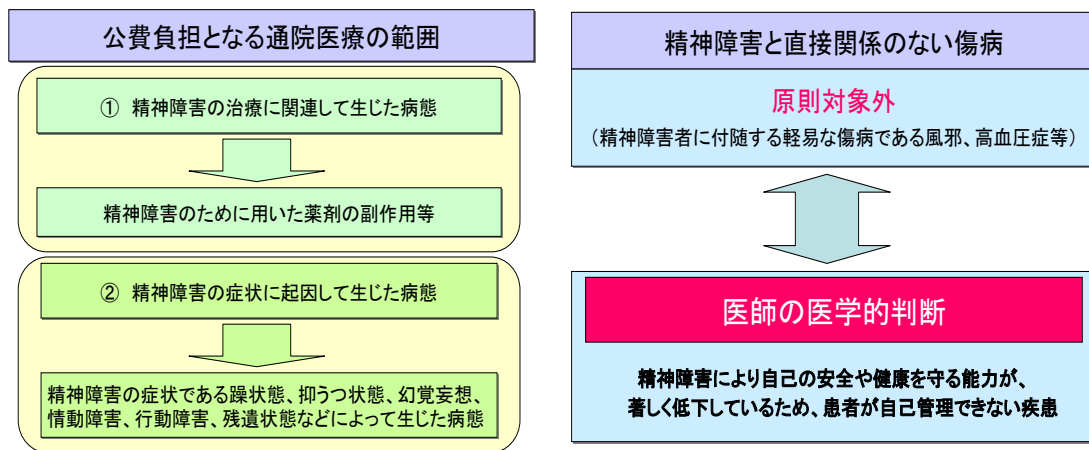 公費負担となる通院医療の範囲
① 精神障害の治療に関連して生じた病態
精神障害のために用いた薬剤の副作用等
② 精神障害の症状に起因して生じた病態
精神障害の症状である躁状態、抑うつ状態、幻覚妄想、
情動障害、行動障害、残遺状態などによって生じた病態
精神障害と直接関係のない傷病
原則対象外
(精神障害者に付随する軽易な傷病である風邪、高血圧症等)
医師の医学的判断
精神障害により自己の安全や健康を守る能力が、
著しく低下しているため、患者が自己管理できない疾患